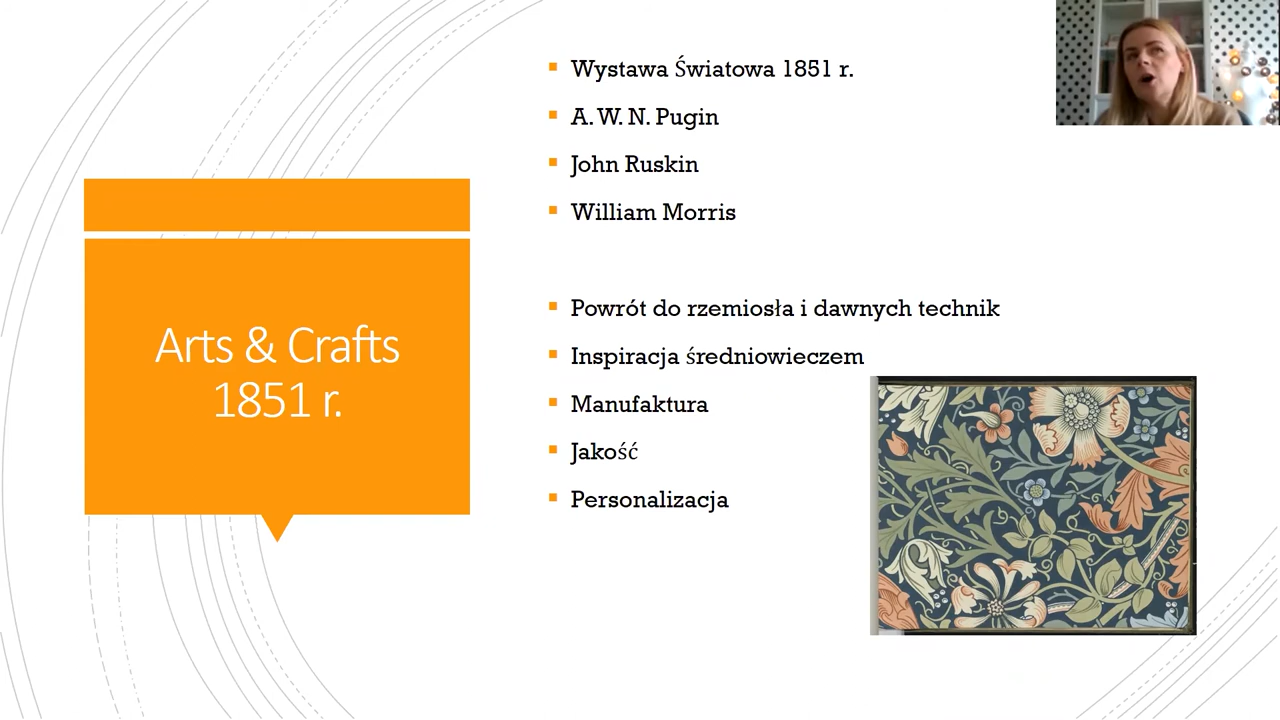 Arts & Crafts
1851 r.
Wystawa Światowa 1851 r.
A. W. N. Pugin
John Ruskin
William Morris
Powrót do rzemiosła i dawnych technik
Inspiracja średniowieczem
Manufaktura
Jakość
Personalizacja